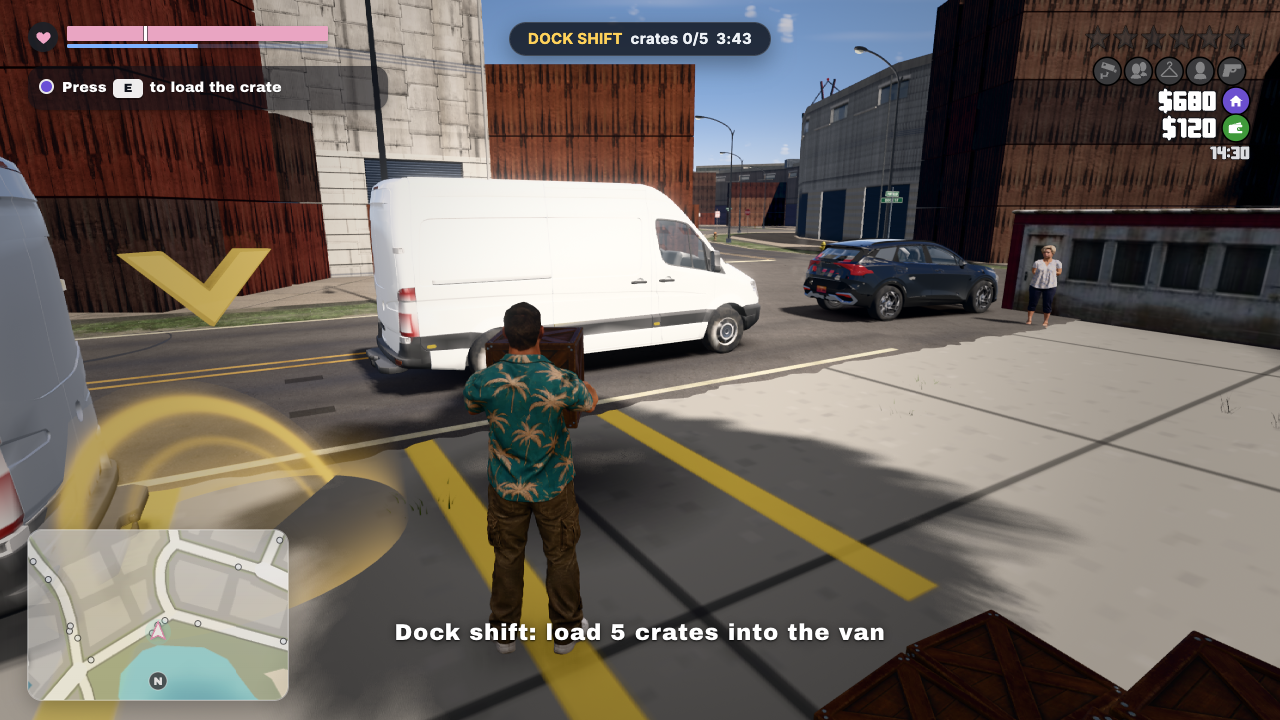 DOCK SHIFT crates 0/5 3:43
Press E to load the crate
$680
$120
14:30
Dock shift: load 5 crates into the van
N